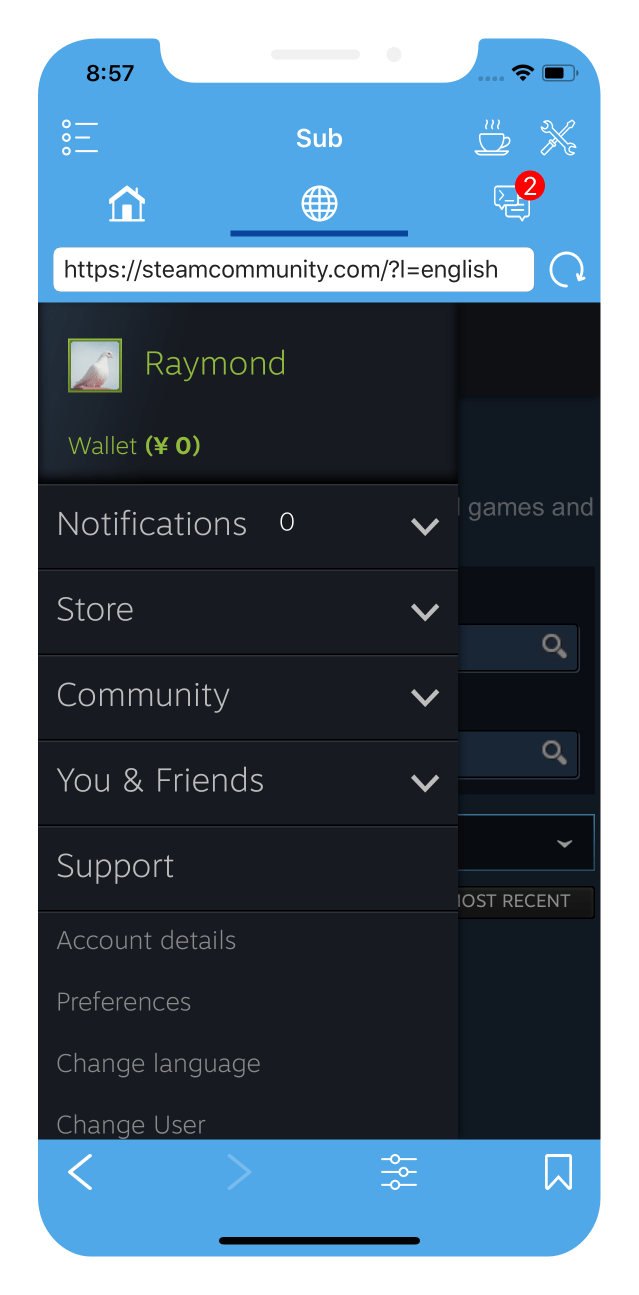 8:57
Sub
2
https://steamcommunity.com/?l=english
Raymond
Wallet (¥ 0)
Notifications 0
games and
Store
Community
You & Friends
Support
OST RECENT
Account details
Preferences
Change language
Change User